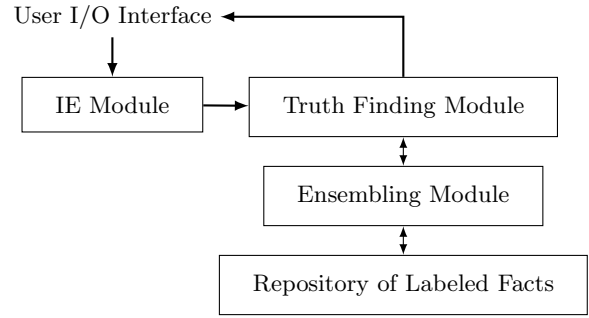 User I/O Interface
IE Module
Truth Finding Module
Ensembling Module
Repository of Labeled Facts